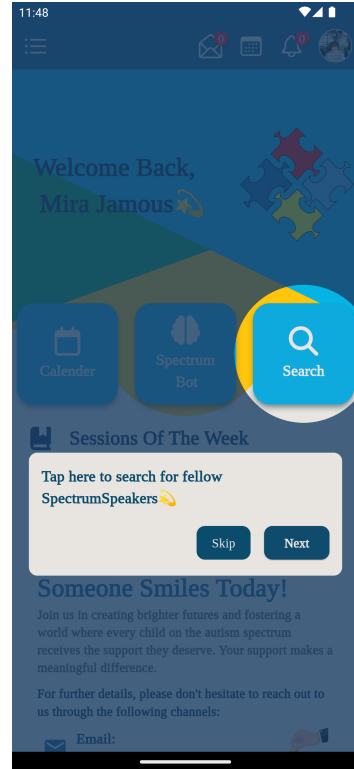 11:48
0
0
Welcome Back,
Mira Jamous💫
Calender
Spectrum
Bot
Search
Sessions Of The Week
Tap here to search for fellow
SpectrumSpeakers💫
Skip
Next
Someone Smiles Today!
Join us in creating brighter futures and fostering a
world where every child on the autism spectrum
receives the support they deserve. Your support makes a
meaningful difference.
For further details, please don't hesitate to reach out to
us through the following channels:
Email: